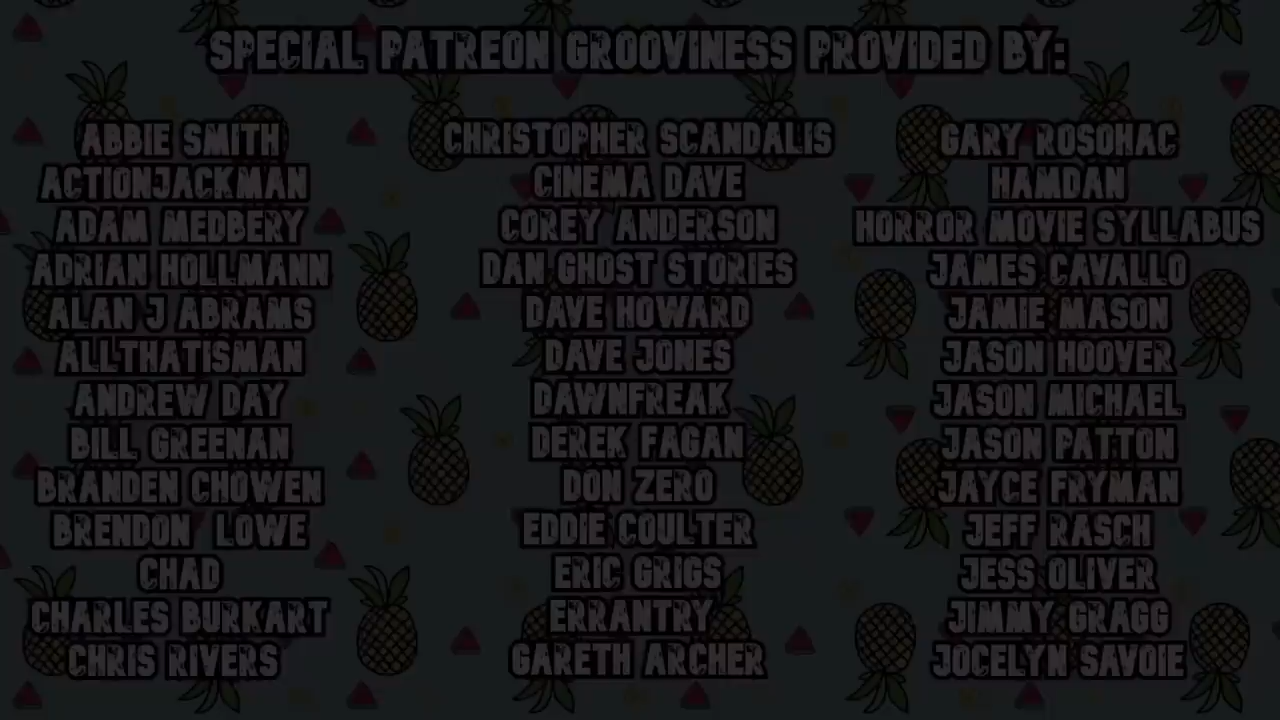 SPECIAL PATREON GROOVINESS PROVIDED BY:
ABBIE SMITH
ACTIONJACKMAN
ADAM MEDBERY
ADRIAN HOLLMANN
ALAN J ABRAMS
ALLTHATISMAN
ANDREW DAY
BILL GREENAN
BRANDEN CHOWEN
BRENDON LOWE
CHAD
CHARLES BURKART
CHRIS RIVERS
CHRISTOPHER SCANDALIS
CINEMA DAVE
COREY ANDERSON
DAN GHOST STORIES
DAVE HOWARD
DAVE JONES
DAWNFREAK
DEREK FAGAN
DON ZERO
EDDIE COULTER
ERIC GRIGS
ERRANTRY
GARETH ARCHER
GARY ROSOHAC
HAMDAN
HORROR MOVIE SYLLABUS
JAMES CAVALLO
JAMIE MASON
JASON HOOVER
JASON MICHAEL
JASON PATTON
JAYCE FRYMAN
JEFF RASCH
JESS OLIVER
JIMMY GRAGG
JOCELYN SAVOIE